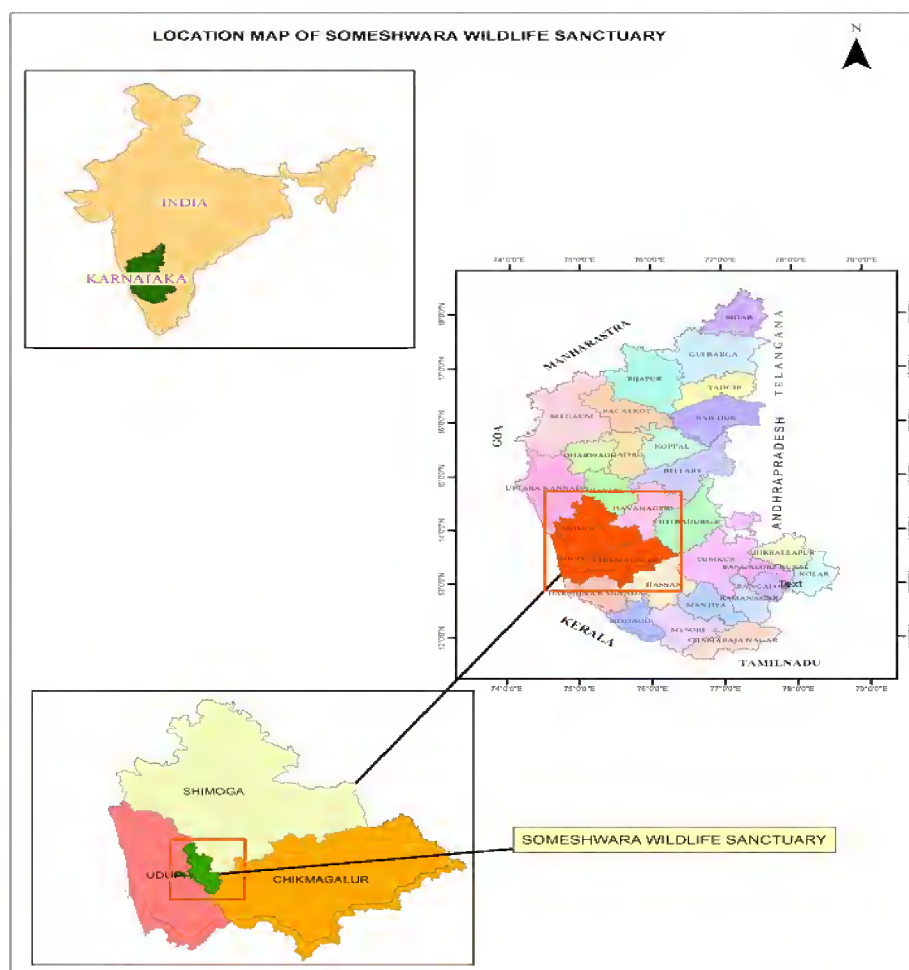 LOCATION MAP OF SOMESHWARA WILDLIFE SANCTUARY
N
INDIA
KARNATAKA
74°0'0"E 75°0'0"E 76°0'0"E 77°0'0"E 78°0'0"E 79°0'0"E
BIDAR
MANHARASTRA
TELANGANA
GULBARGA
BIJAPUR
YADGIR
BAGALKOT
BELGAUM
RAICHUR
GOA
KOPPAL
DHARWAD
ANDHRAPRADESH
BELLARY
UTTARA KANNADA
DAVANAGERE
CHITRADURGA
CHIKBALLAPUR
CHIKMAGALUR
TUMKUR
BANGALORE RURAL
KOLAR
Text
HASSAN
RAMANAGAR
DAKSHINA KANNADA
MANDYA
KODAGU
KERALA
MYSORE
CHAMARAJA NAGAR
TAMILNADU
74°0'0"E 75°0'0"E 76°0'0"E 77°0'0"E 78°0'0"E 79°0'0"E
SHIMOGA
SOMESHWARA WILDLIFE SANCTUARY
CHIKMAGALUR